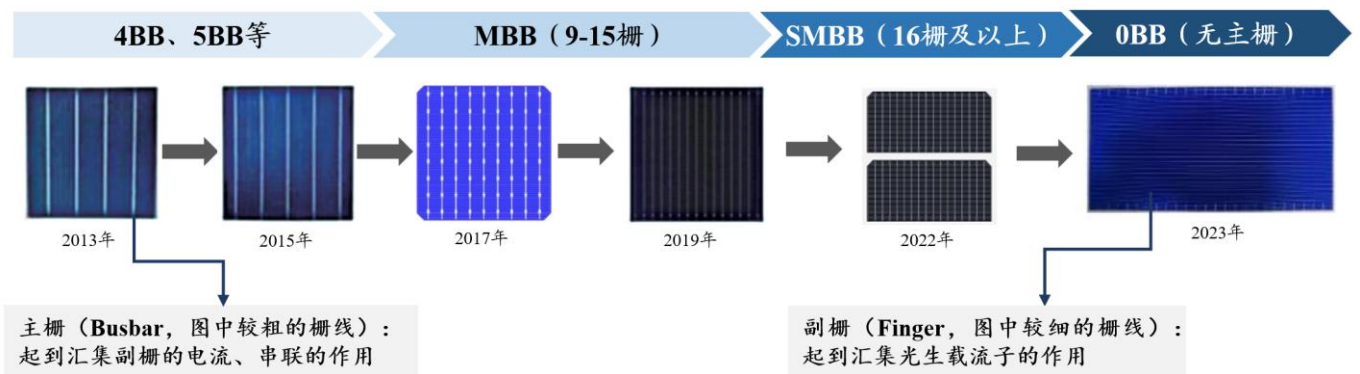 4BB、5BB等
MBB（9-15栅）
SMBB（16栅及以上）
0BB（无主栅）
2013年
2015年
2017年
2019年
2022年
2023年
主栅（Busbar，图中较粗的栅线）：
起到汇集副栅的电流、串联的作用
副栅（Finger，图中较细的栅线）：
起到汇集光生载流子的作用